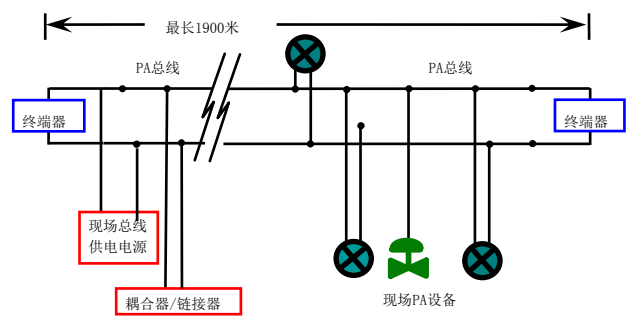 最长1900米
PA总线
PA总线
终端器
终端器
现场总线
供电电源
现场PA设备
耦合器/链接器